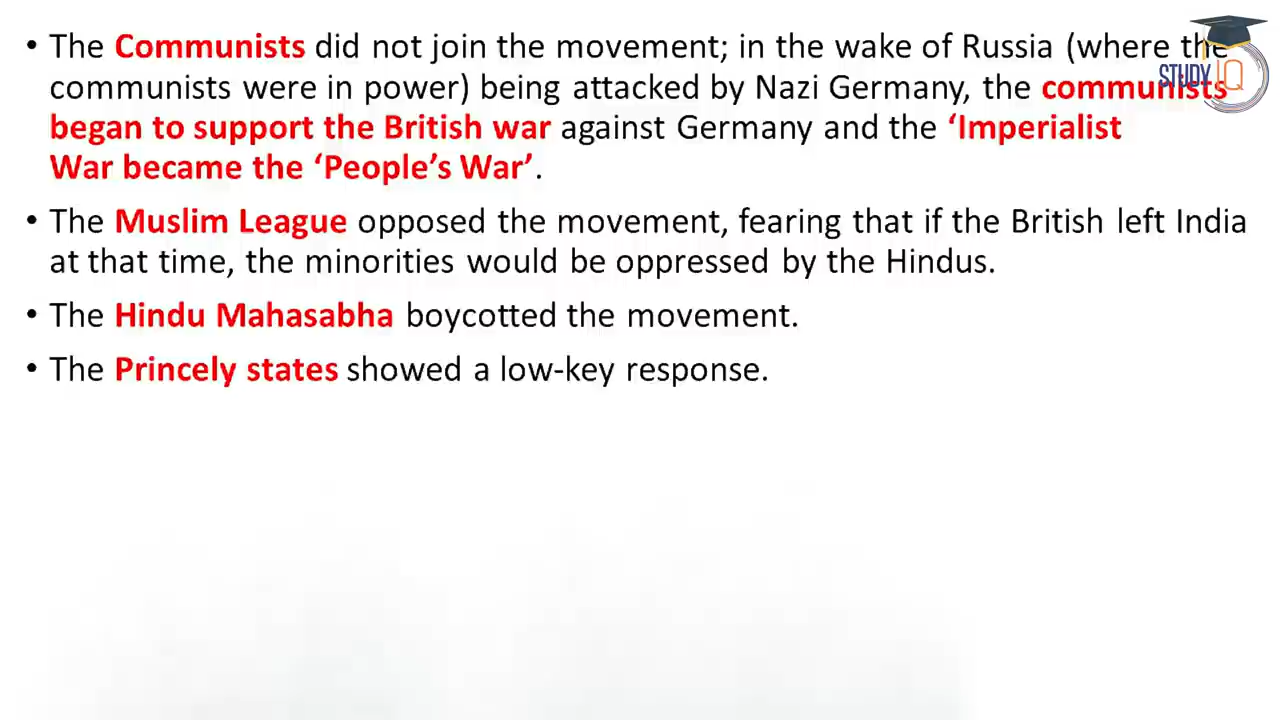 • The Communists did not join the movement; in the wake of Russia (where the
communists were in power) being attacked by Nazi Germany, the communists
began to support the British war against Germany and the ‘Imperialist
War became the ‘People’s War’.
• The Muslim League opposed the movement, fearing that if the British left India
at that time, the minorities would be oppressed by the Hindus.
• The Hindu Mahasabha boycotted the movement.
• The Princely states showed a low-key response.
STUDY IQ